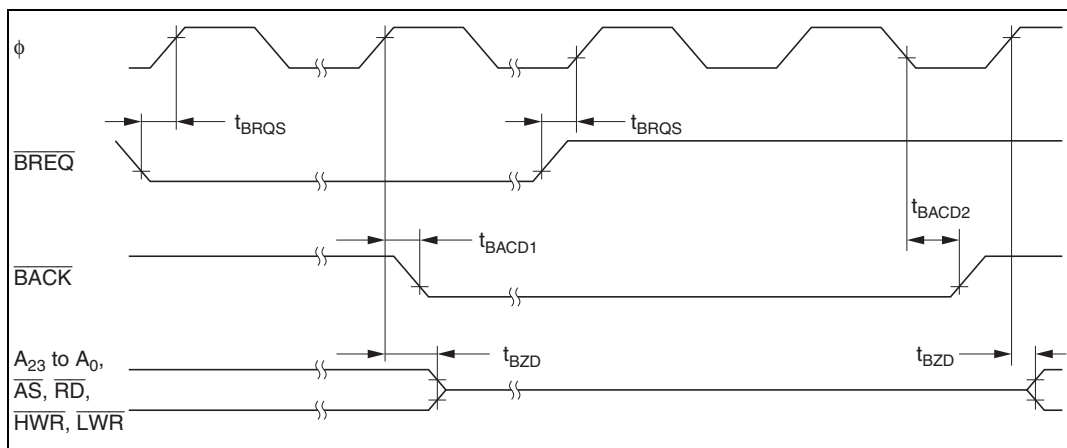 ϕ
tBRQS tBRQS
BREQ
tBACD2
tBACD1
BACK
A23 to A0,
tBZD tBZD
AS, RD,
HWR, LWR